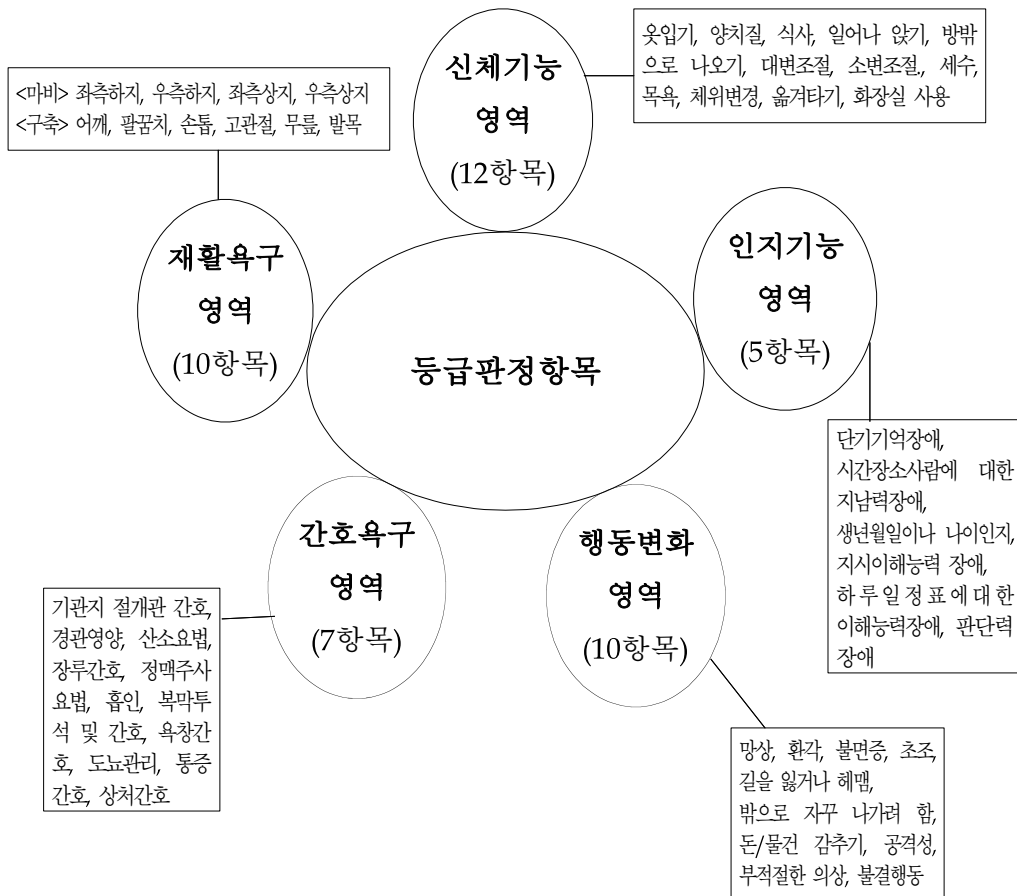 옷입기, 양치질, 식사, 일어나 앉기, 방밖
으로 나오기, 대변조절, 소변조절,, 세수,
목욕, 체위변경, 옮겨타기, 화장실 사용
신체기능
영역
(12항목)
<마비> 좌측하지, 우측하지, 좌측상지, 우측상지
<구축> 어깨, 팔꿈치, 손톱, 고관절, 무릎, 발목
재활욕구
영역
(10항목)
인지기능
영역
(5항목)
등급판정항목
단기기억장애,
시간장소사람에 대한
지남력장애,
생년월일이나 나이인지,
지시이해능력 장애,
하루일정표에대한
이해능력장애, 판단력
장애
간호욕구
영역
(7항목)
행동변화
영역
(10항목)
기관지 절개관 간호,
경관영양, 산소요법,
장루간호, 정맥주사
요법, 흡인, 복막투
석 및 간호, 욕창간
호, 도뇨관리, 통증
간호, 상처간호
망상, 환각, 불면증, 초조,
길을 잃거나 헤맴,
밖으로 자꾸 나가려 함,
돈/물건 감추기, 공격성,
부적절한 의상, 불결행동